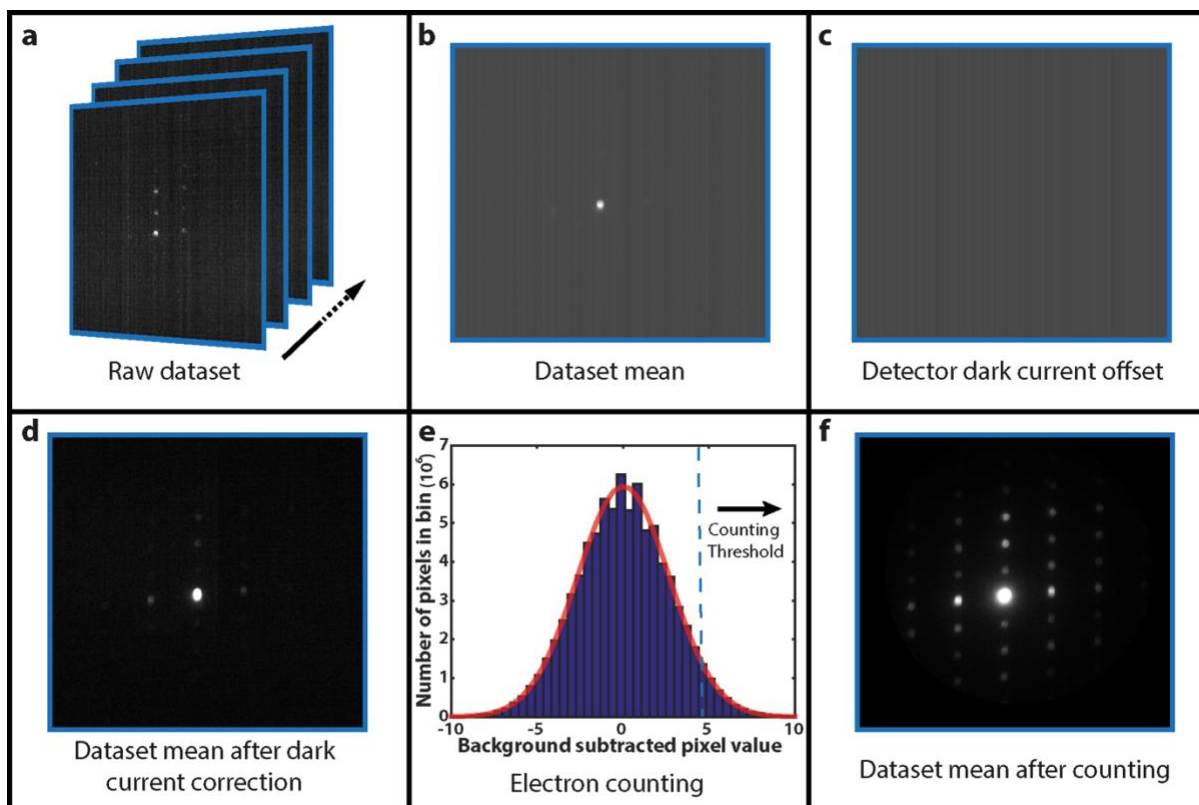 a
Raw dataset
b
Dataset mean
c
Detector dark current offset
d
Dataset mean after dark
current correction
e
Number of pixels in bin (10⁶)
7
6
5
4
3
2
1
0
-10
-5
0
5
10
Counting
Threshold
Background subtracted pixel value
Electron counting
f
Dataset mean after counting